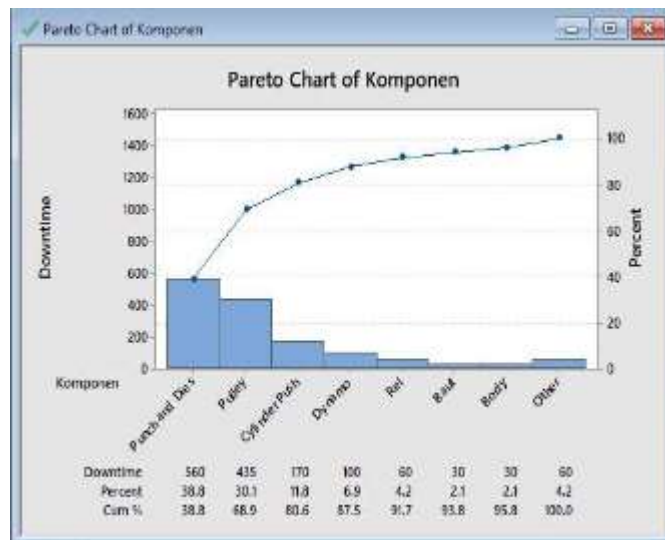 Pareto Chart of Komponen
Pareto Chart of Komponen
1600
1400
1200
1000
800
600
400
200
0
Downtime
100
80
60
40
20
0
Percent
Komponen
Punch and Dies
Pulley
Cylinder Push
Dynamo
Rel
Baut
Body
Other
Downtime 560 435 170 100 60 30 30 60
Percent 38.8 30.1 11.8 6.9 4.2 2.1 2.1 4.2
Cum % 38.8 68.9 80.6 87.5 91.7 93.8 95.8 100.0